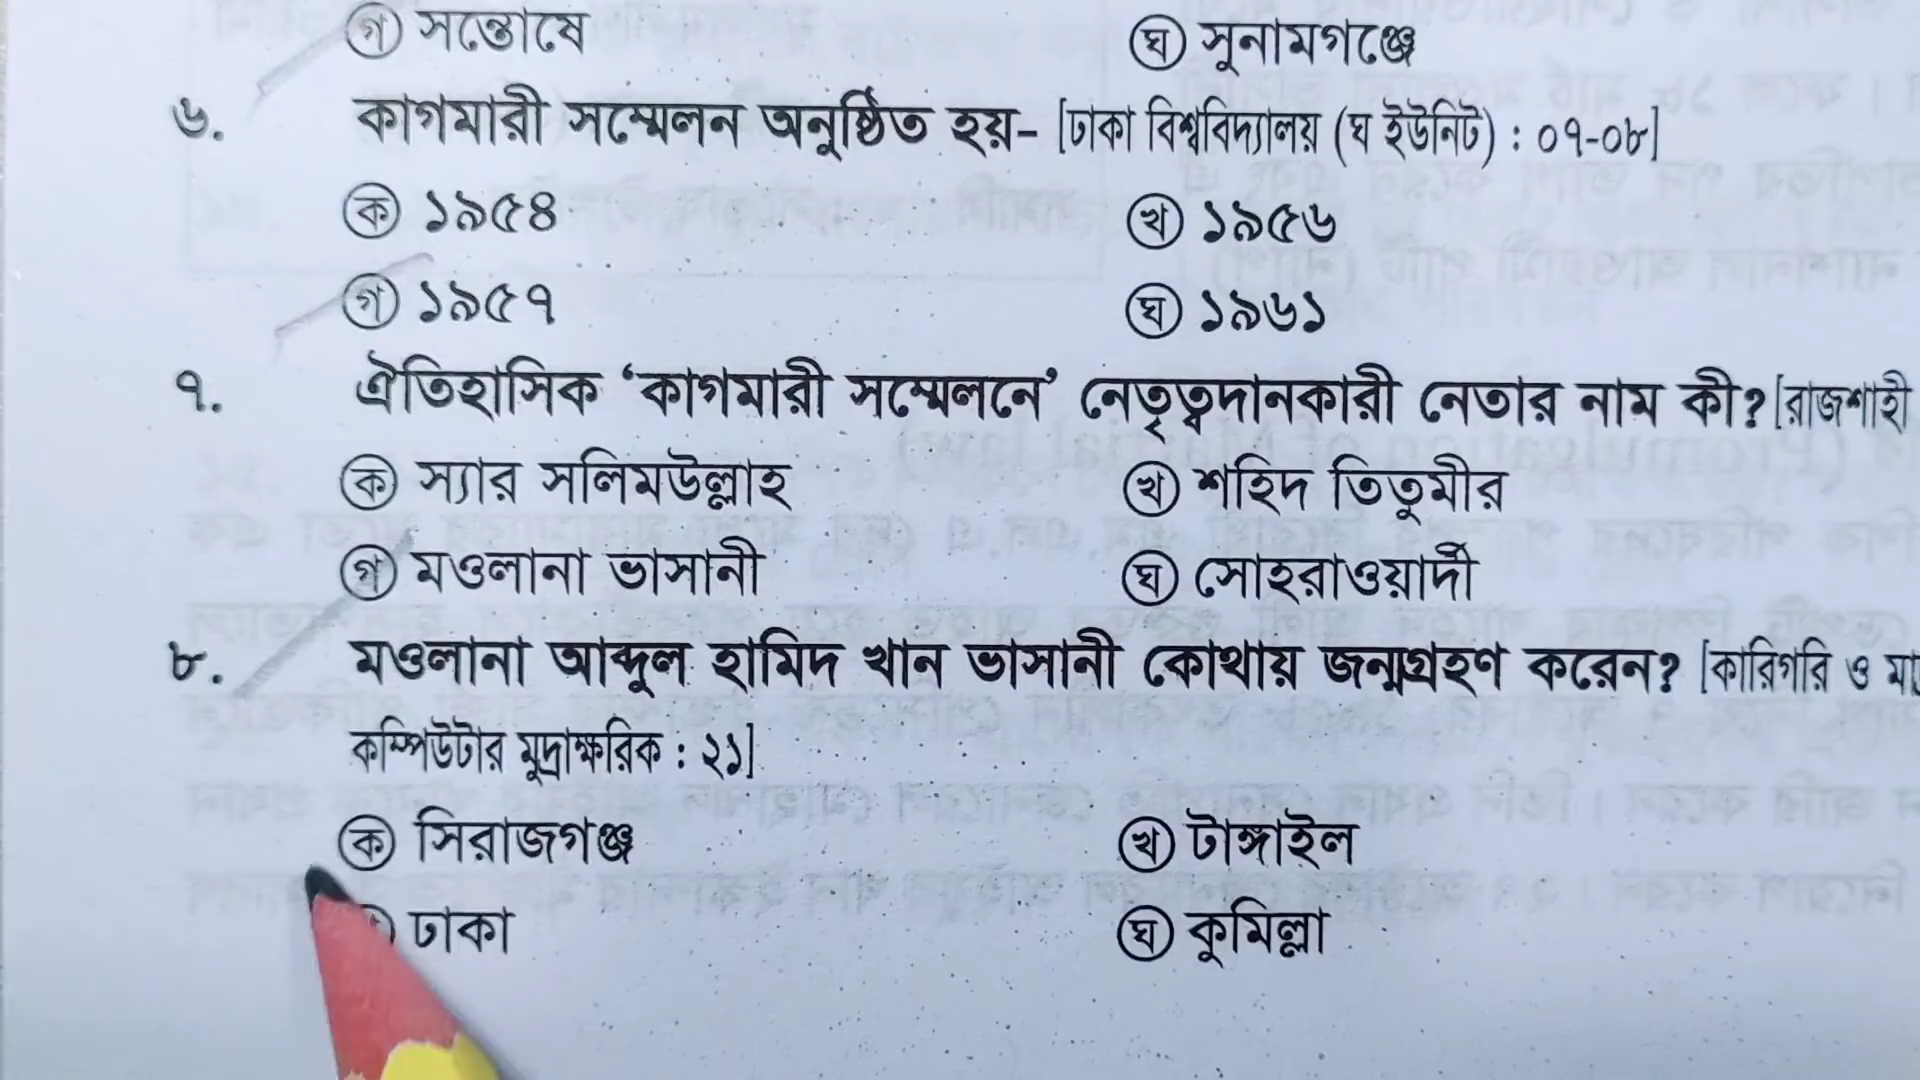 গ সন্তোষে ঘ সুনামগঞ্জে
৬. কাগমারী সম্মেলন অনুষ্ঠিত হয়- [ঢাকা বিশ্ববিদ্যালয় (ঘ ইউনিট) : ০৭-০৮]
ক ১৯৫৪ খ ১৯৫৬
গ ১৯৫৭ ঘ ১৯৬১
৭. ঐতিহাসিক ‘কাগমারী সম্মেলনে’ নেতৃত্বদানকারী নেতার নাম কী? [রাজশাহী
ক স্যার সলিমউল্লাহ খ শহিদ তিতুমীর
গ মওলানা ভাসানী ঘ সোহরাওয়ার্দী
৮. মওলানা আব্দুল হামিদ খান ভাসানী কোথায় জন্মগ্রহণ করেন? [কারিগরি ও
কম্পিউটার মুদ্রাক্ষরিক : ২১]
ক সিরাজগঞ্জ খ টাঙ্গাইল
ঢাকা ঘ কুমিল্লা